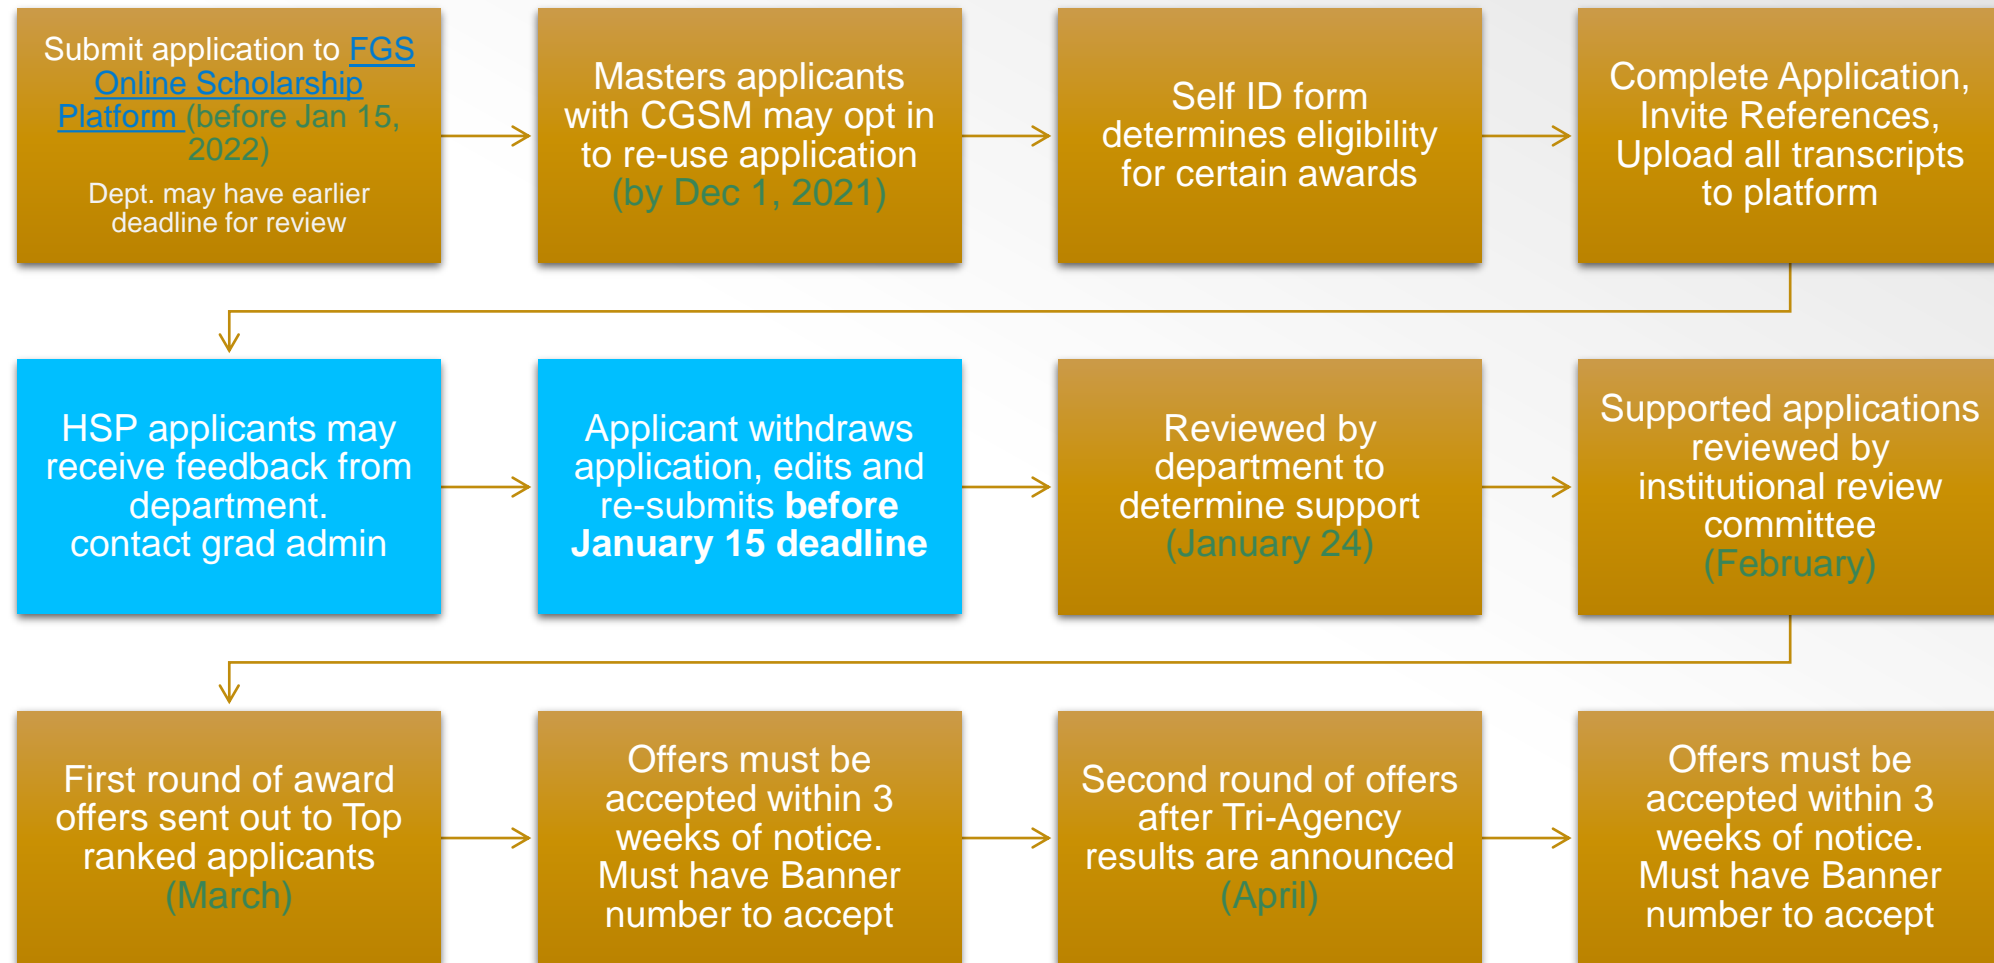 Submit application to FGS
Online Scholarship
Platform (before Jan 15,
2022)
Dept. may have earlier
deadline for review
Masters applicants
with CGSM may opt in
to re-use application
(by Dec 1, 2021)
Self ID form
determines eligibility
for certain awards
Complete Application,
Invite References,
Upload all transcripts
to platform
HSP applicants may
receive feedback from
department.
contact grad admin
Applicant withdraws
application, edits and
re-submits before
January 15 deadline
Reviewed by
department to
determine support
(January 24)
Supported applications
reviewed by
institutional review
committee
(February)
First round of award
offers sent out to Top
ranked applicants
(March)
Offers must be
accepted within 3
weeks of notice.
Must have Banner
number to accept
Second round of offers
after Tri-Agency
results are announced
(April)
Offers must be
accepted within 3
weeks of notice.
Must have Banner
number to accept